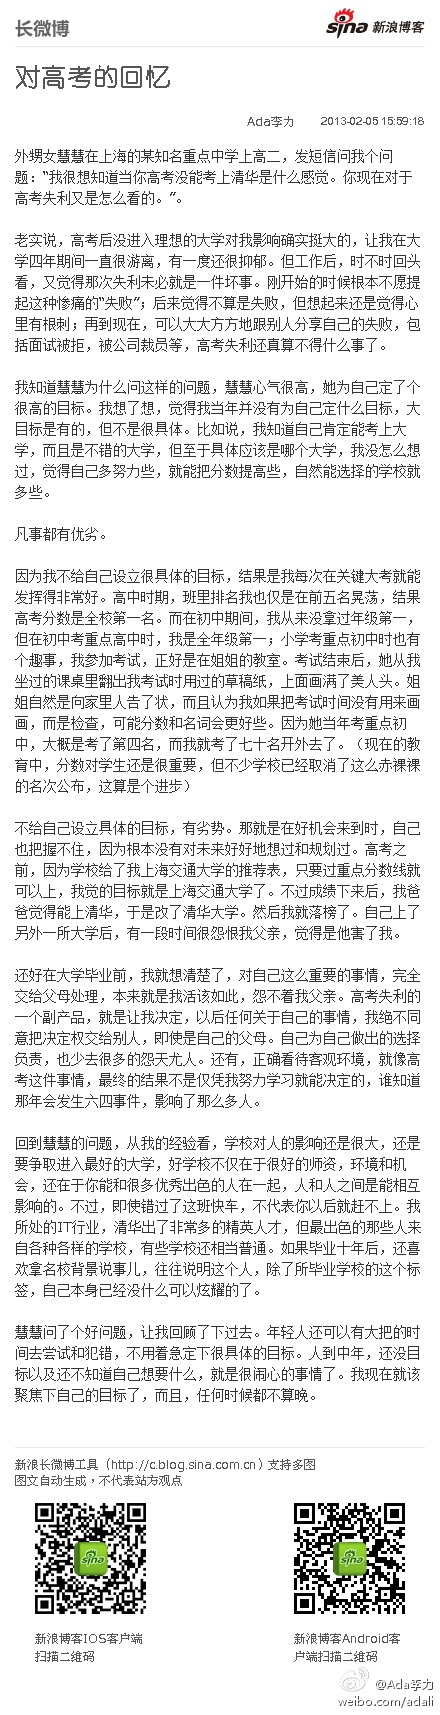 长微博
sina 新浪博客
对高考的回忆
Ada李力 2013-02-05 15:59:18
外甥女慧慧在上海的某知名重点中学上高二，发短信问我个问
题：“我很想知道当你高考没能考上清华是什么感觉。你现在对于
高考失利又是怎么看的。”。
老实说，高考后没进入理想的大学对我影响确实挺大的，让我在大
学四年期间一直很游离，有一度还很抑郁。但工作后，时不时回头
看，又觉得那次失利未必就是一件坏事。刚开始的时候根本不愿提
起这种惨痛的“失败”；后来觉得不算是失败，但想起来还是觉得心
里有根刺；再到现在，可以大大方方地跟别人分享自己的失败，包
括面试被拒，被公司裁员等，高考失利还真算不得什么事了。
我知道慧慧为什么问这样的问题，慧慧心气很高，她为自己定了个
很高的目标。我想了想，觉得我当年并没有为自己定什么目标，大
目标是有的，但不是很具体。比如说，我知道自己肯定能考上大
学，而且是不错的大学，但至于具体应该是哪个大学，我没怎么想
过，觉得自己多努力些，就能把分数提高些，自然能选择的学校就
多些。
凡事都有优劣。
因为我不给自己设立很具体的目标，结果是我每次在关键大考就能
发挥得非常好。高中时期，班里排名我也仅是在前五名晃荡，结果
高考分数是全校第一名。而在初中期间，我从来没拿过年级第一，
但在初中考重点高中时，我是全年级第一；小学考重点初中时也有
个趣事，我参加考试，正好是在姐姐的教室。考试结束后，她从我
坐过的课桌里翻出我考试时用过的草稿纸，上面画满了美人头。姐
姐自然是向家里人告了状，而且认为我如果把考试时间没有用来画
画，而是检查，可能分数和名词会更好些。因为她当年考重点初
中，大概是考了第四名，而我就考了七十名开外去了。（现在的教
育中，分数对学生还是很重要，但不少学校已经取消了这么赤裸裸
的名次公布，这算是个进步）
不给自己设立具体的目标，有劣势。那就是在好机会来到时，自己
也把握不住，因为根本没有对未来好好地想过和规划过。高考之
前，因为学校给了我上海交通大学的推荐表，只要过重点分数线就
可以上，我觉的目标就是上海交通大学了。不过成绩下来后，我爸
爸觉得能上清华，于是改了清华大学。然后我就落榜了。自己上了
另外一所大学后，有一段时间很怨恨我父亲，觉得是他害了我。
还好在大学毕业前，我就想清楚了，对自己这么重要的事情，完全
交给父母处理，本来就是我活该如此，怨不着我父亲。高考失利的
一个副产品，就是让我决定，以后任何关于自己的事情，我绝不同
意把决定权交给别人，即使是自己的父母。自己为自己做出的选择
负责，也少去很多的怨天尤人。还有，正确看待客观环境，就像高
考这件事情，最终的结果不是仅凭我努力学习就能决定的，谁知道
那年会发生六四事件，影响了那么多人。
回到慧慧的问题，从我的经验看，学校对人的影响还是很大，还是
要争取进入最好的大学，好学校不仅在于很好的师资，环境和机
会，还在于你能和很多优秀出色的人在一起，人和人之间是能相互
影响的。不过，即使错过了这班快车，不代表你以后就赶不上。我
所处的IT行业，清华出了非常多的精英人才，但最出色的那些人来
自各种各样的学校，有些学校还相当普通。如果毕业十年后，还喜
欢拿名校背景说事儿，往往说明这个人，除了所毕业学校的这个标
签，自己本身已经没什么可以炫耀的了。
慧慧问了个好问题，让我回顾了下过去。年轻人还可以有大把的时
间去尝试和犯错，不用着急定下很具体的目标。人到中年，还没目
标以及还不知道自己想要什么，就是很闹心的事情了。我现在就该
聚焦下自己的目标了，而且，任何时候都不算晚。
新浪长微博工具（http://c.blog.sina.com.cn）支持多图
图文自动生成，不代表站方观点
sina sina
新浪博客IOS客户端
扫描二维码
新浪博客Android客
户端扫描二维码
@Ada李力
weibo.com/adali